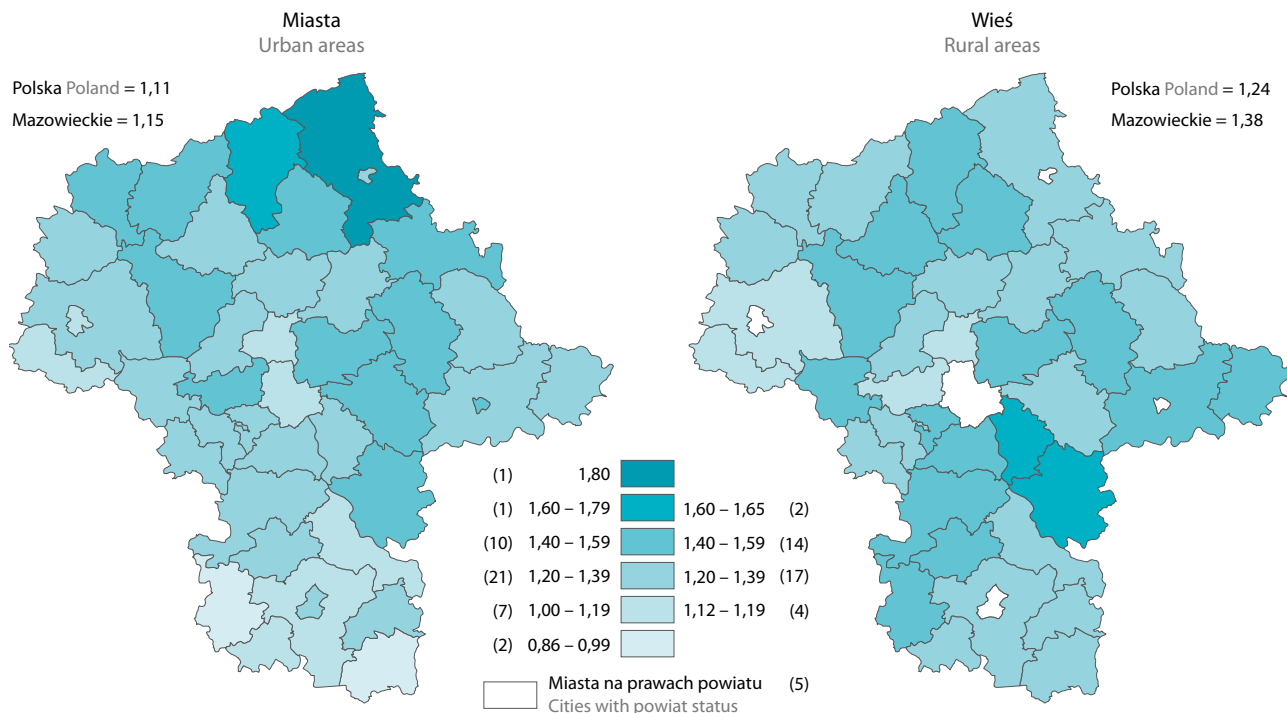 Miasta
Urban areas
Polska Poland = 1,11
Mazowieckie = 1,15
Wieś
Rural areas
Polska Poland = 1,24
Mazowieckie = 1,38
(1) 1,80
(1) 1,60 – 1,79 1,60 – 1,65 (2)
(10) 1,40 – 1,59 1,40 – 1,59 (14)
(21) 1,20 – 1,39 1,20 – 1,39 (17)
(7) 1,00 – 1,19 1,12 – 1,19 (4)
(2) 0,86 – 0,99
Miasta na prawach powiatu (5)
Cities with powiat status